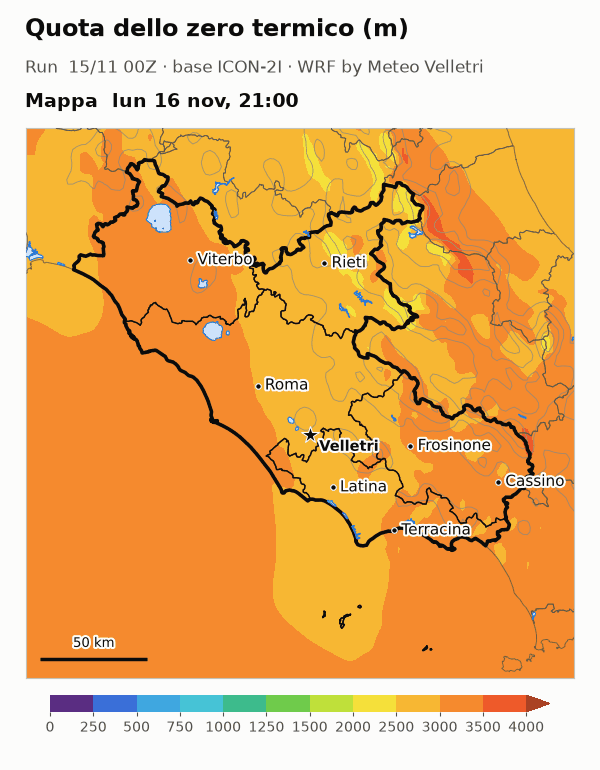 Quota dello zero termico (m)
Run  15/11 00Z · base ICON-2I · WRF by Meteo Velletri
Mappa  lun 16 nov, 21:00
Viterbo
Rieti
Roma
Velletri
Frosinone
Latina
Cassino
Terracina
50 km
0 250 500 750 1000 1250 1500 2000 2500 3000 3500 4000